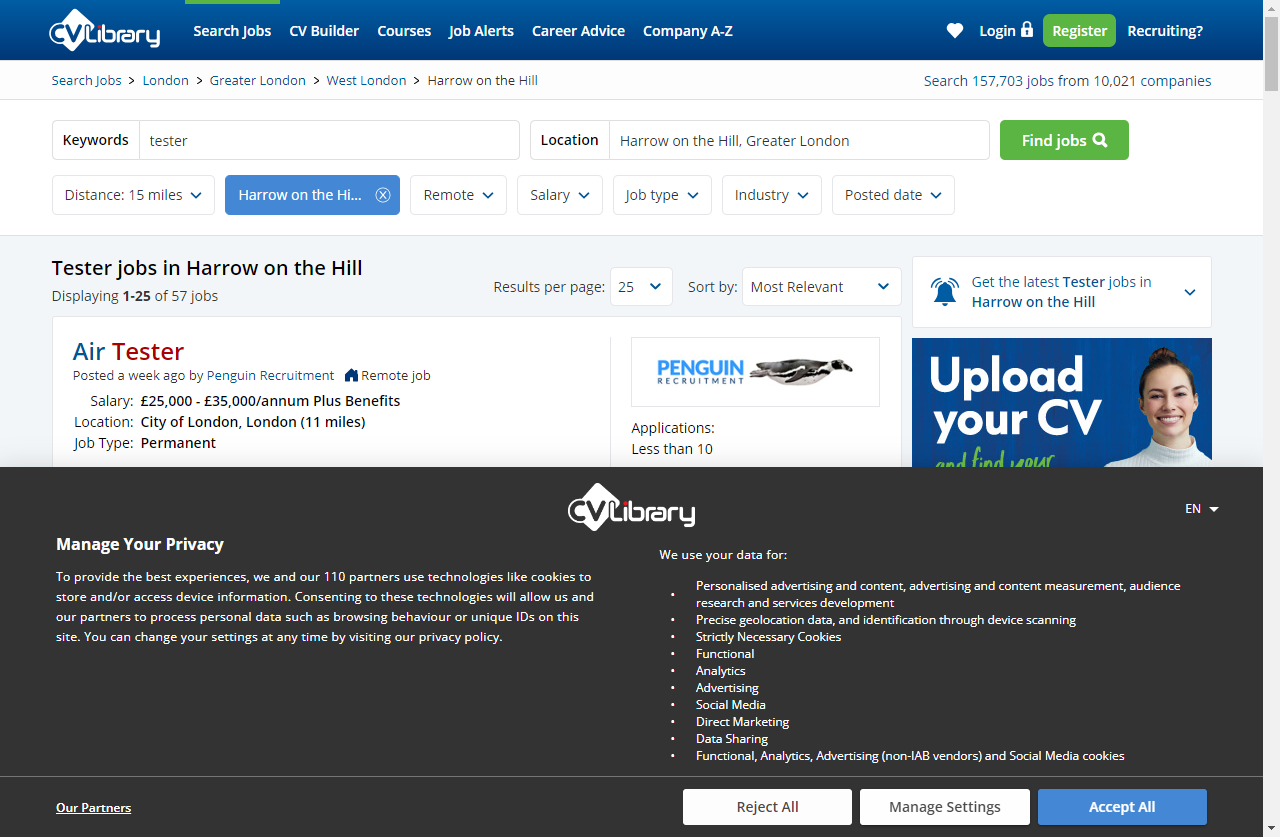 CVLibrary
Search Jobs CV Builder Courses Job Alerts Career Advice Company A-Z Login Register Recruiting?
Search Jobs > London > Greater London > West London > Harrow on the Hill
Search 157,703 jobs from 10,021 companies
Keywords tester Location Harrow on the Hill, Greater London Find jobs
Distance: 15 miles Harrow on the Hi... Remote Salary Job type Industry Posted date
Tester jobs in Harrow on the Hill
Displaying 1-25 of 57 jobs
Results per page: 25 Sort by: Most Relevant
Get the latest Tester jobs in
Harrow on the Hill
Air Tester
Posted a week ago by Penguin Recruitment Remote job
Salary: £25,000 - £35,000/annum Plus Benefits
Location: City of London, London (11 miles)
Job Type: Permanent
PENGUIN
RECRUITMENT
Applications:
Less than 10
Upload
your CV
and find your
CVLibrary
EN
Manage Your Privacy
To provide the best experiences, we and our 110 partners use technologies like cookies to
store and/or access device information. Consenting to these technologies will allow us and
our partners to process personal data such as browsing behaviour or unique IDs on this
site. You can change your settings at any time by visiting our privacy policy.
We use your data for:
• Personalised advertising and content, advertising and content measurement, audience
research and services development
• Precise geolocation data, and identification through device scanning
• Strictly Necessary Cookies
• Functional
• Analytics
• Advertising
• Social Media
• Direct Marketing
• Data Sharing
• Functional, Analytics, Advertising (non-IAB vendors) and Social Media cookies
Our Partners
Reject All Manage Settings Accept All